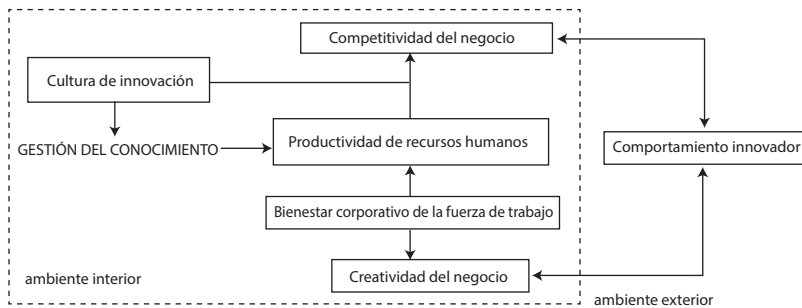 Competitividad del negocio
Cultura de innovación
GESTIÓN DEL CONOCIMIENTO
Productividad de recursos humanos
Comportamiento innovador
Bienestar corporativo de la fuerza de trabajo
Creatividad del negocio
ambiente interior
ambiente exterior